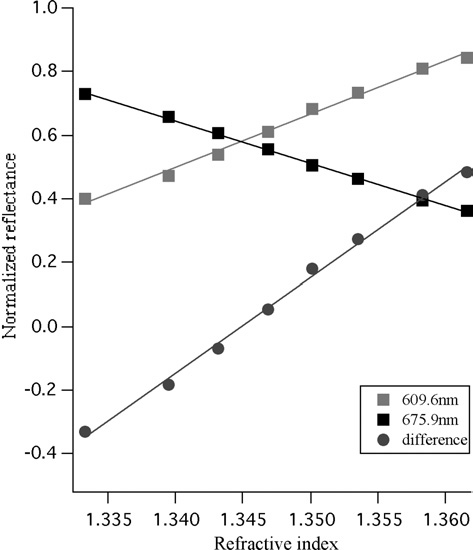 Normalized reflectance
1.0
0.8
0.6
0.4
0.2
0.0
-0.2
-0.4
609.6nm
675.9nm
difference
1.335 1.340 1.345 1.350 1.355 1.360
Refractive index